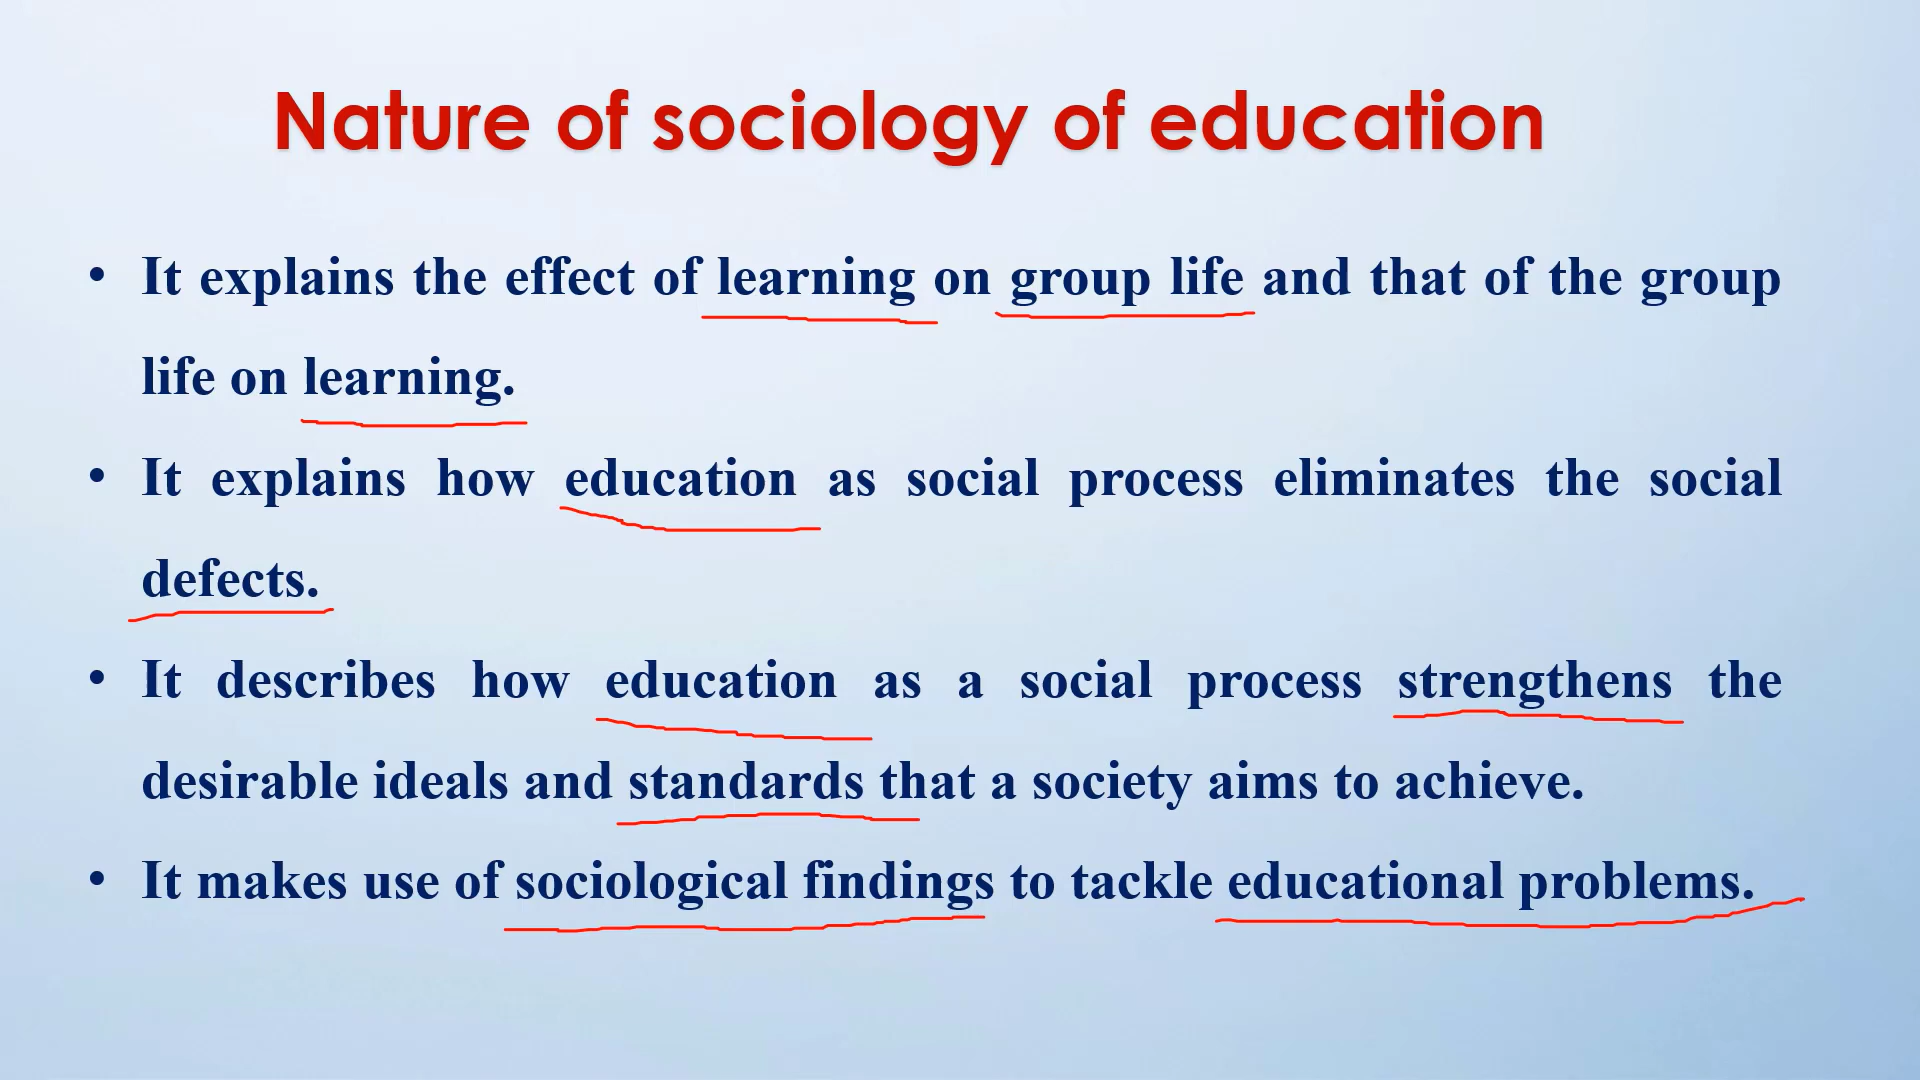 Nature of sociology of education
• It explains the effect of learning on group life and that of the group
life on learning.
• It explains how education as social process eliminates the social
defects.
• It describes how education as a social process strengthens the
desirable ideals and standards that a society aims to achieve.
• It makes use of sociological findings to tackle educational problems.